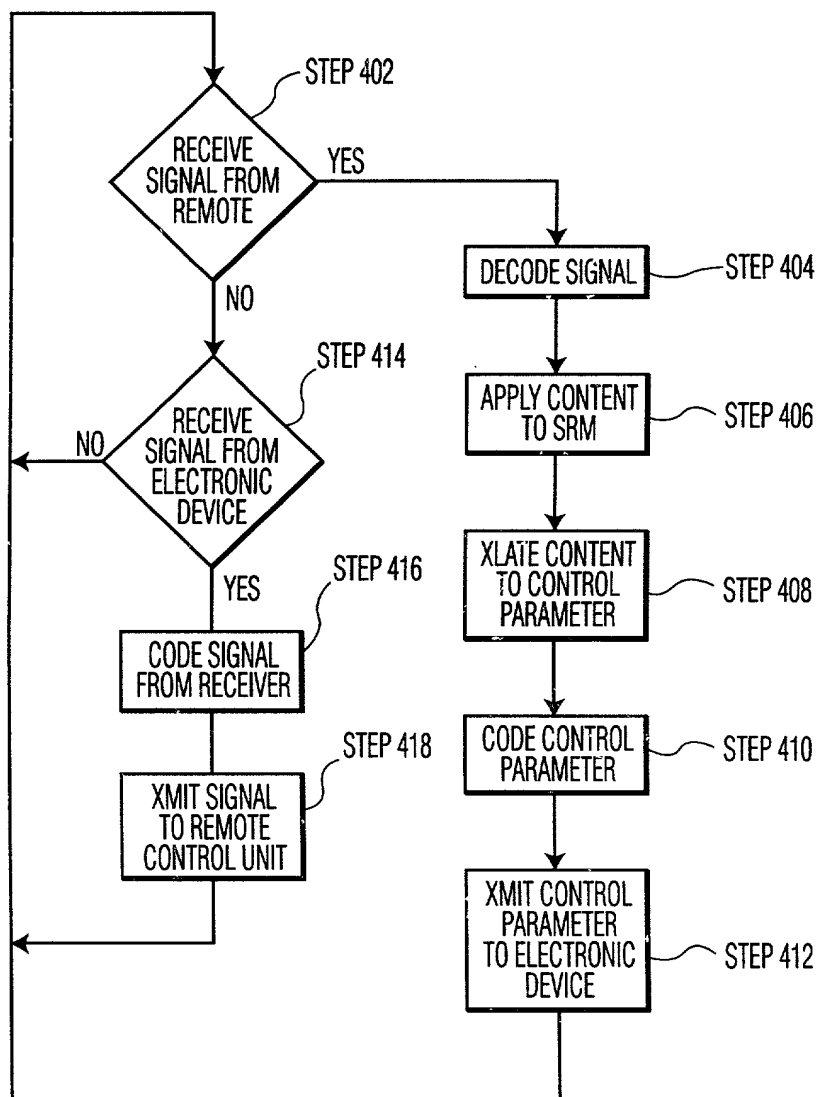 STEP 402
RECEIVE
SIGNAL FROM
REMOTE
YES
NO
DECODE SIGNAL
STEP 404
STEP 414
RECEIVE
SIGNAL FROM
ELECTRONIC
DEVICE
NO
YES
APPLY CONTENT
TO SRM
STEP 406
STEP 416
CODE SIGNAL
FROM RECEIVER
XLATE CONTENT
TO CONTROL
PARAMETER
STEP 408
STEP 418
XMIT SIGNAL
TO REMOTE
CONTROL UNIT
CODE CONTROL
PARAMETER
STEP 410
XMIT CONTROL
PARAMETER
TO ELECTRONIC
DEVICE
STEP 412